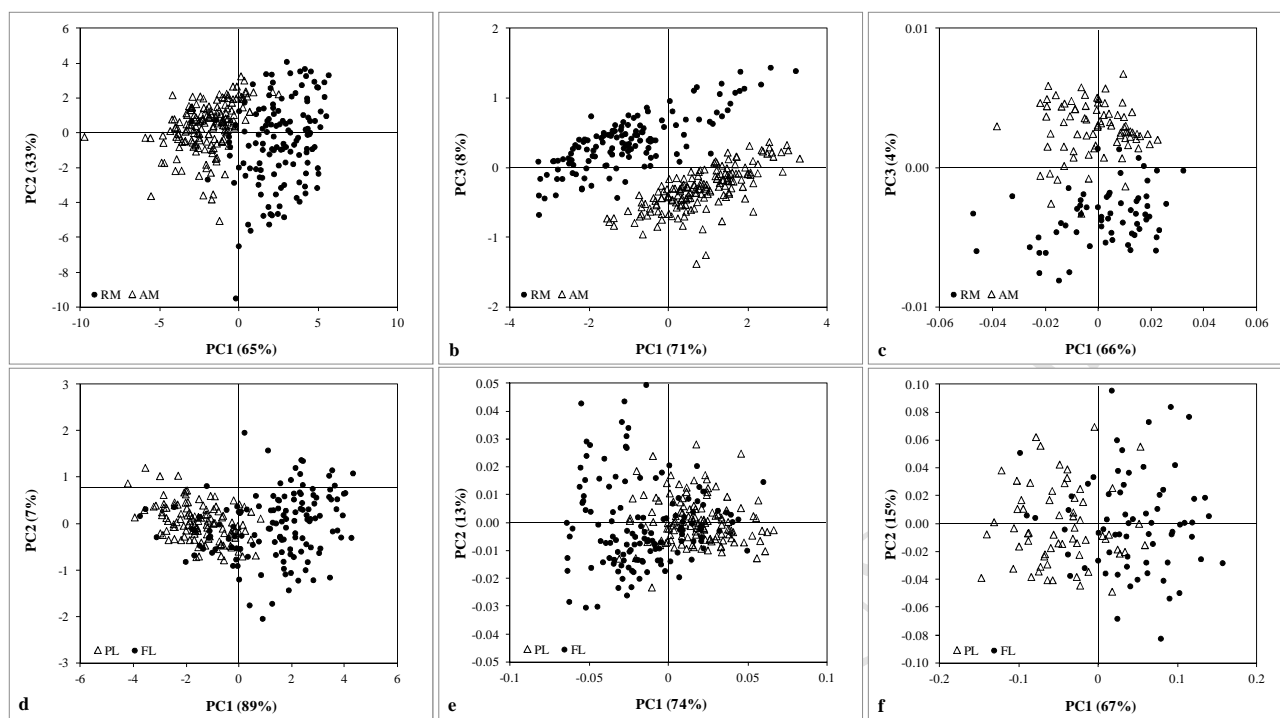 6
4
2
0
-2
-4
-6
-8
-10
-10 -5 0 5 10
PC2 (33%)
PC1 (65%)
● RM △ AM
a
2
1
0
-1
-2
-4 -2 0 2 4
PC3 (8%)
PC1 (71%)
● RM △ AM
b
0.01
0.00
-0.01
-0.06 -0.04 -0.02 0 0.02 0.04 0.06
PC3 (4%)
PC1 (66%)
● RM △ AM
c
3
2
1
0
-1
-2
-3
-6 -4 -2 0 2 4 6
PC2 (7%)
PC1 (89%)
△ PL ● FL
d
0.05
0.04
0.03
0.02
0.01
0.00
-0.01
-0.02
-0.03
-0.04
-0.05
-0.1 -0.05 0 0.05 0.1
PC2 (13%)
PC1 (74%)
△ PL ● FL
e
0.10
0.08
0.06
0.04
0.02
0.00
-0.02
-0.04
-0.06
-0.08
-0.10
-0.2 -0.1 0 0.1 0.2
PC2 (15%)
PC1 (67%)
△ PL ● FL
f